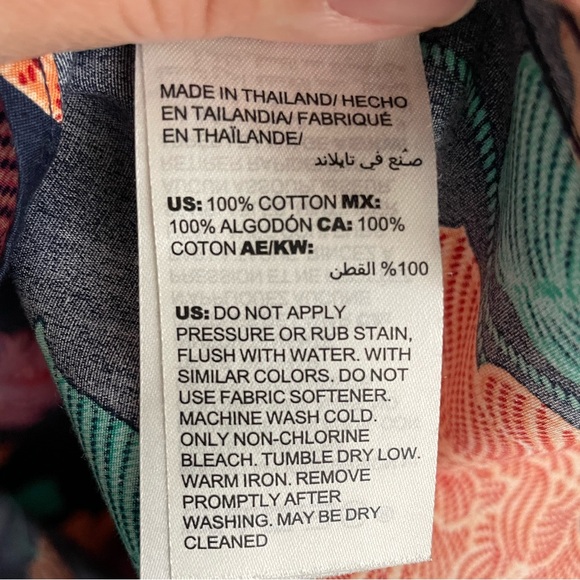 MADE IN THAILAND/ HECHO
EN TAILANDIA/ FABRIQUÉ
EN THAÏLANDE/
صنع في تايلاند
US: 100% COTTON MX:
100% ALGODÓN CA: 100%
COTON AE/KW:
100% القطن
US: DO NOT APPLY
PRESSURE OR RUB STAIN,
FLUSH WITH WATER. WITH
SIMILAR COLORS. DO NOT
USE FABRIC SOFTENER.
MACHINE WASH COLD.
ONLY NON-CHLORINE
BLEACH. TUMBLE DRY LOW.
WARM IRON. REMOVE
PROMPTLY AFTER
WASHING. MAY BE DRY
CLEANED